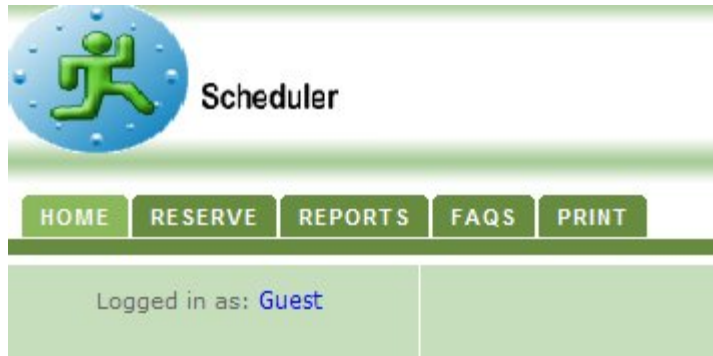 Scheduler
HOME RESERVE REPORTS FAQS PRINT
Logged in as: Guest